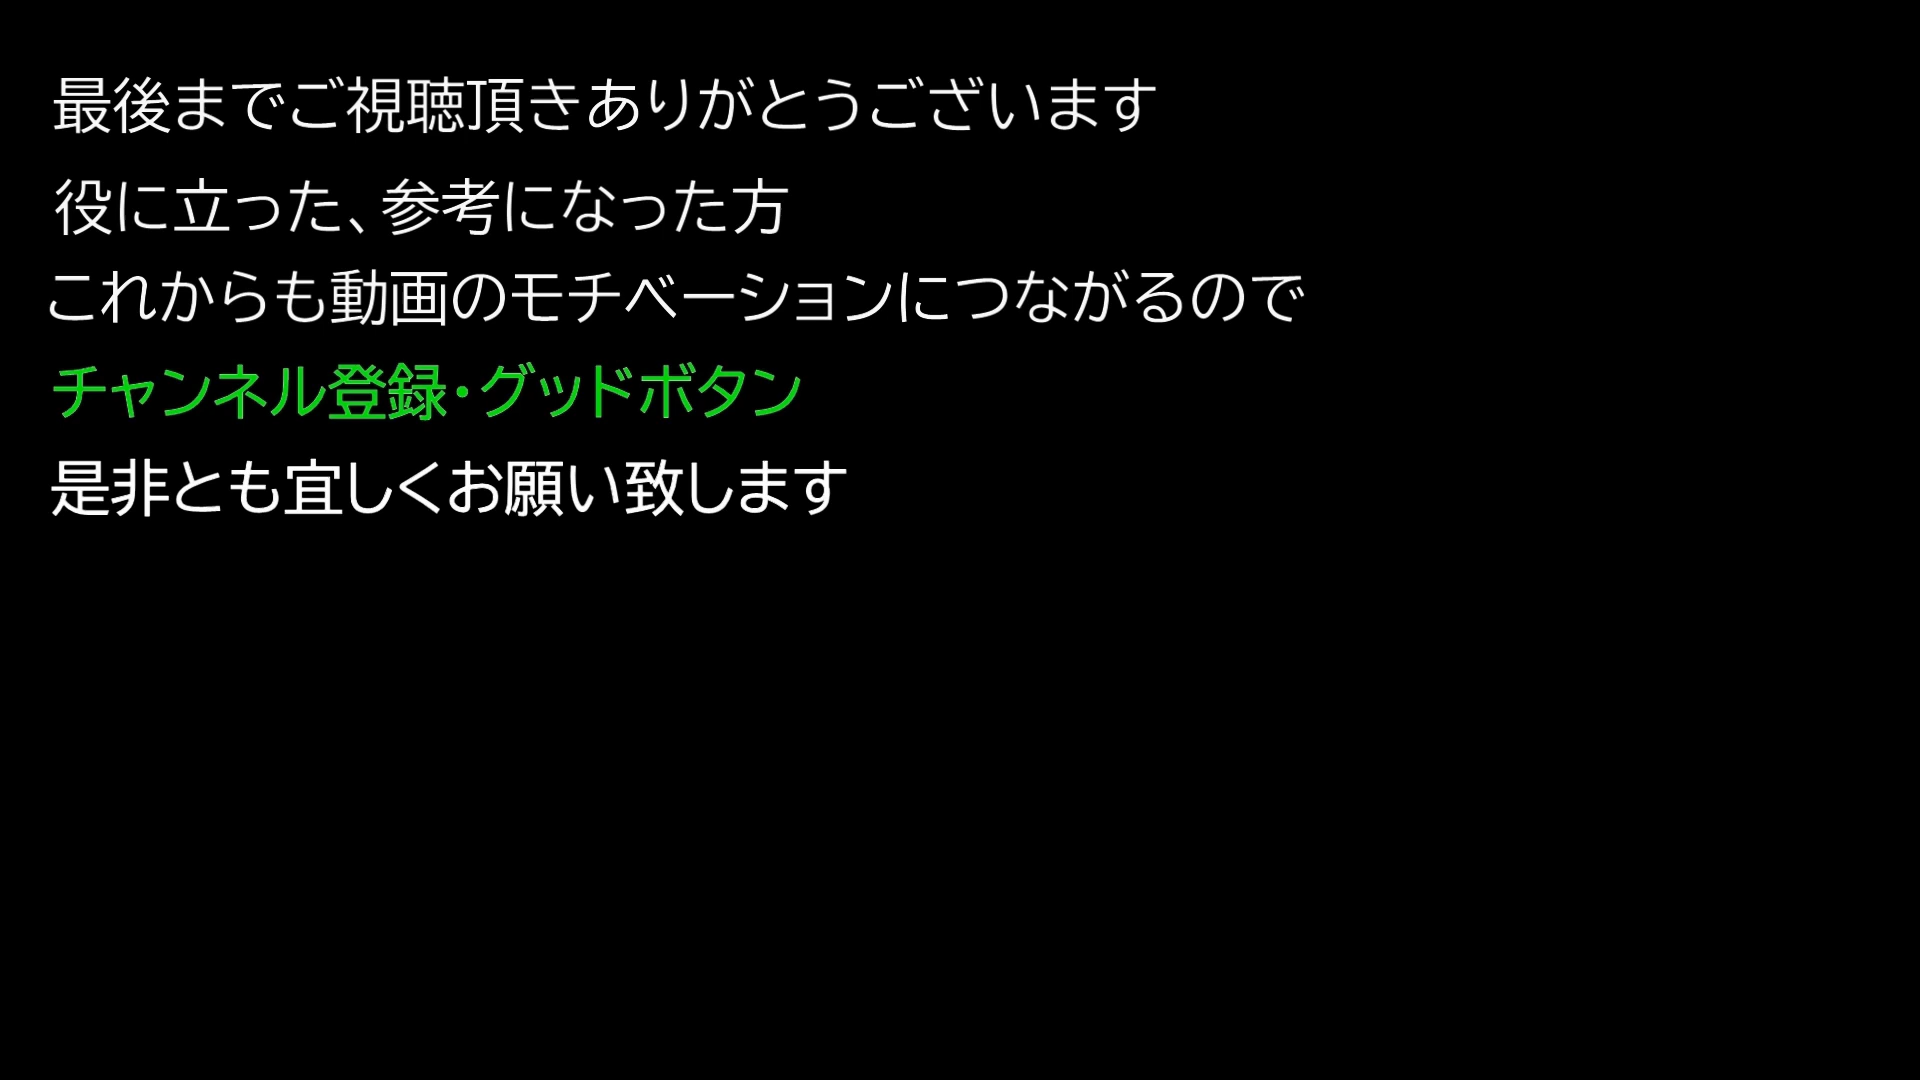 最後までご視聴頂きありがとうございます
役に立った、参考になった方
これからも動画のモチベーションにつながるので
チャンネル登録・グッドボタン
是非とも宜しくお願い致します